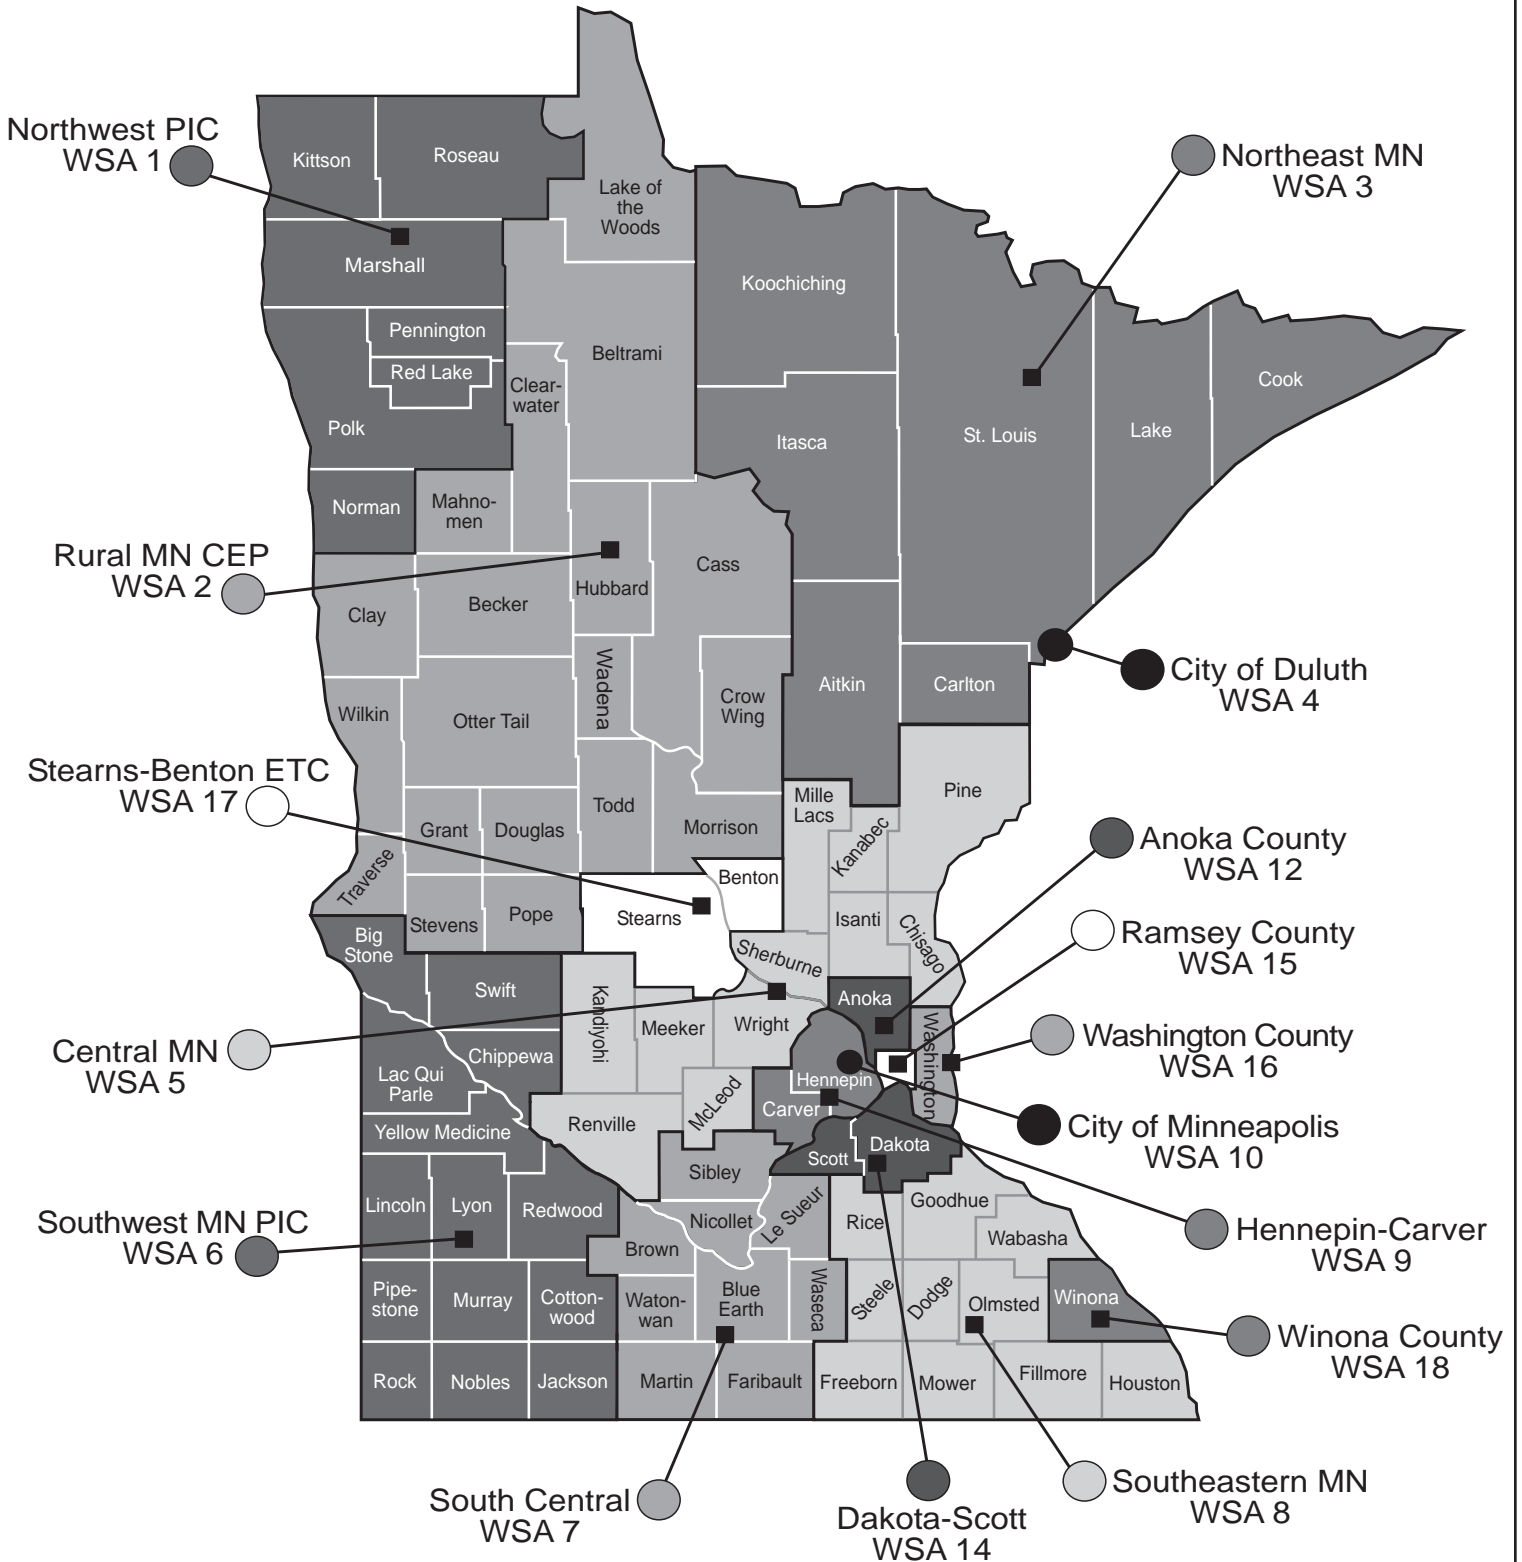 Northwest PIC
WSA 1
Northeast MN
WSA 3
Rural MN CEP
WSA 2
City of Duluth
WSA 4
Stearns-Benton ETC
WSA 17
Anoka County
WSA 12
Ramsey County
WSA 15
Central MN
WSA 5
Washington County
WSA 16
City of Minneapolis
WSA 10
Southwest MN PIC
WSA 6
Hennepin-Carver
WSA 9
Winona County
WSA 18
South Central
WSA 7
Dakota-Scott
WSA 14
Southeastern MN
WSA 8
Kittson
Roseau
Lake of
the
Woods
Marshall
Koochiching
Pennington
Red Lake
Beltrami
Clear-
water
Cook
Polk
Itasca
St. Louis
Lake
Norman
Mahno-
men
Cass
Hubbard
Clay
Becker
Wadena
Aitkin
Carlton
Crow
Wing
Wilkin
Otter Tail
Pine
Mille
Lacs
Todd
Grant
Douglas
Morrison
Kanabec
Traverse
Benton
Stearns
Isanti
Chisago
Stevens
Pope
Big
Stone
Sherburne
Swift
Anoka
Kandiyohi
Meeker
Wright
Washington
Chippewa
Lac Qui
Parle
Hennepin
McLeod
Carver
Renville
Yellow Medicine
Dakota
Scott
Sibley
Lincoln
Lyon
Redwood
Nicollet
Le Sueur
Rice
Goodhue
Wabasha
Brown
Pipe-
stone
Murray
Cotton-
wood
Waton-
wan
Blue
Earth
Waseca
Steele
Dodge
Olmsted
Winona
Rock
Nobles
Jackson
Martin
Faribault
Freeborn
Mower
Fillmore
Houston